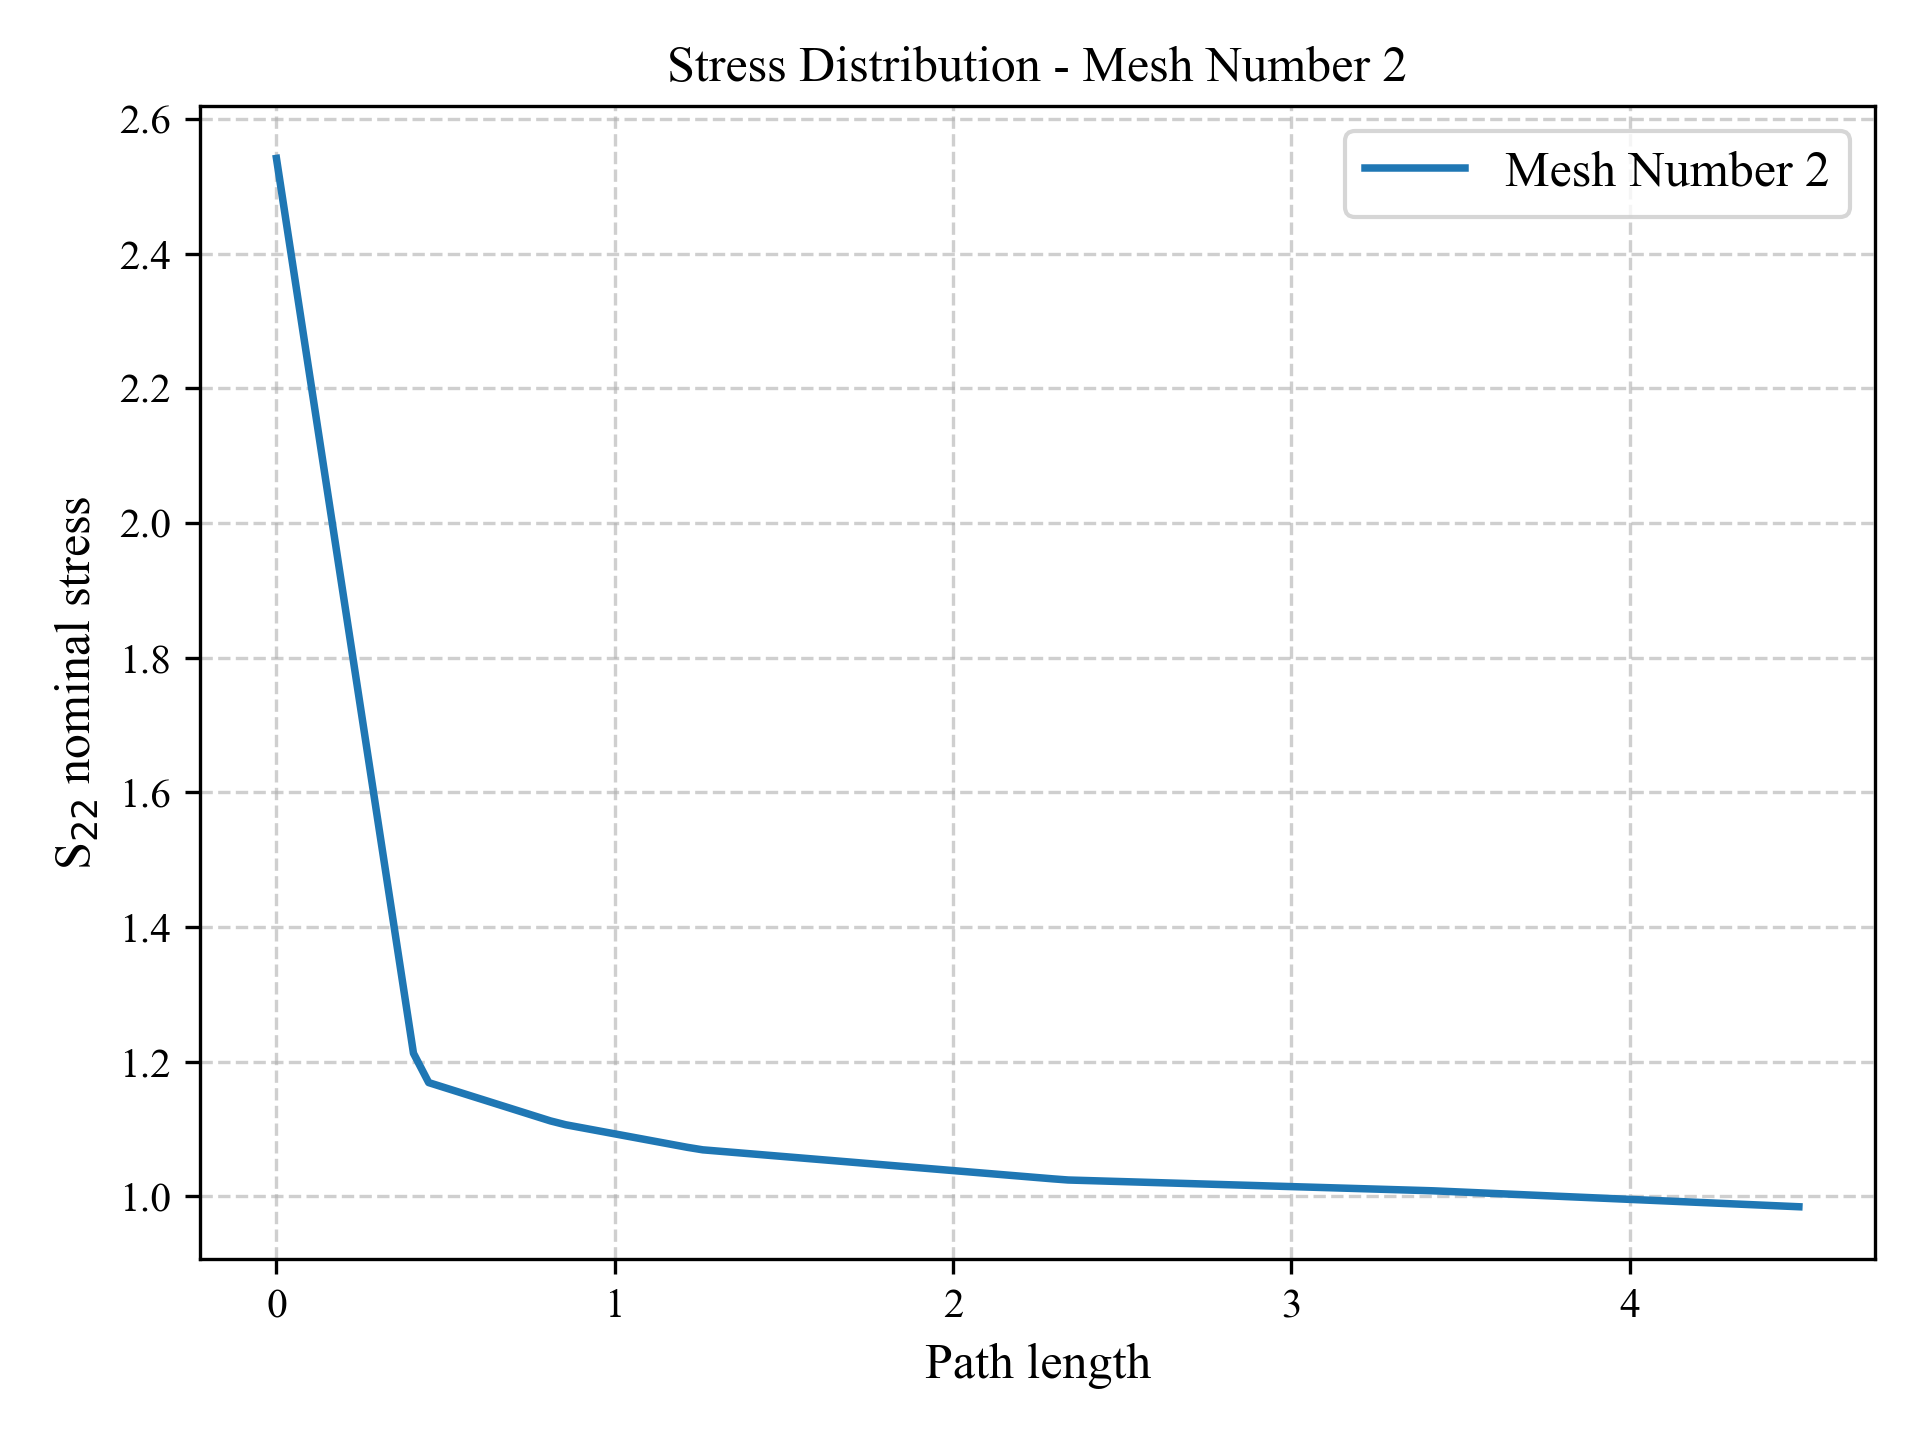 Stress Distribution - Mesh Number 2
Mesh Number 2
2.6
2.4
2.2
2.0
1.8
1.6
1.4
1.2
1.0
S₂₂ nominal stress
0 1 2 3 4
Path length